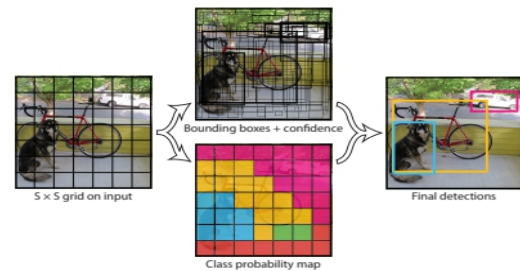 Bounding boxes + confidence
S × S grid on input
Final detections
Class probability map